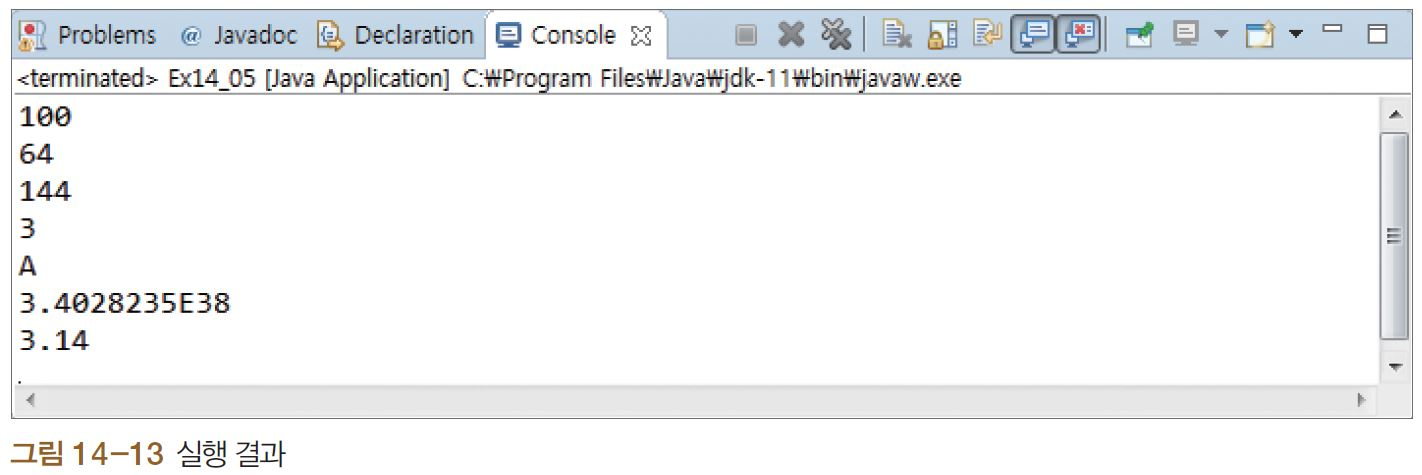 Problems @ Javadoc Declaration Console
<terminated> Ex14_05 [Java Application] C:₩Program Files₩Java₩jdk-11₩bin₩javaw.exe
100
64
144
3
A
3.4028235E38
3.14
그림 14-13 실행 결과